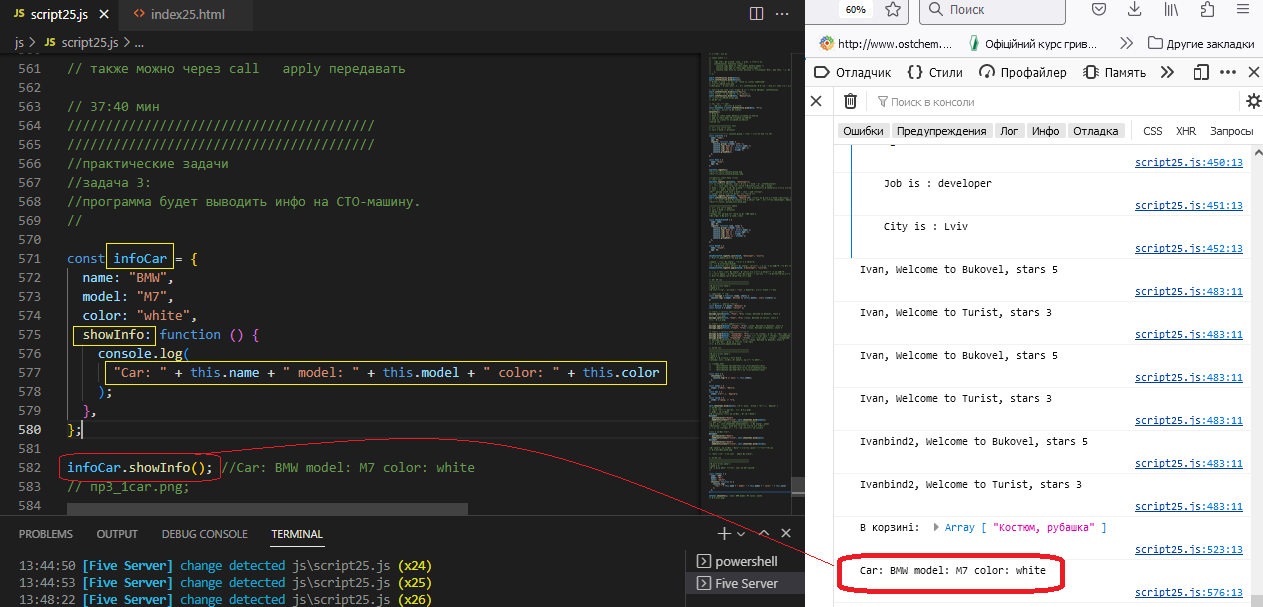 JS script25.js ×
<> index25.html
js > JS script25.js > ...
561 // также можно через call   apply передавать
562
563 // 37:40 мин
564 ////////////////////////////////////////
565 ////////////////////////////////////////
566 //практические задачи
567 //задача 3:
568 //программа будет выводить инфо на СТО-машину.
569 //
570
571 const infoCar = {
572   name: "BMW",
573   model: "M7",
574   color: "white",
575   showInfo: function () {
576     console.log(
577       "Car: " + this.name + " model: " + this.model + " color: " + this.color
578     );
579   },
580 };
581
582 infoCar.showInfo(); //Car: BMW model: M7 color: white
583 // пр3_1car.png;
584
PROBLEMS OUTPUT DEBUG CONSOLE TERMINAL
13:44:50 [Five Server] change detected js\script25.js (x24)
13:44:53 [Five Server] change detected js\script25.js (x25)
13:48:22 [Five Server] change detected js\script25.js (x26)
powershell
Five Server
60% Поиск
http://www.ostchem.... Офіційний курс грив... Другие закладки
Отладчик {} Стили Профайлер Память
Поиск в консоли
Ошибки Предупреждения Лог Инфо Отладка CSS XHR Запросы
script25.js:450:13
Job is : developer
script25.js:451:13
City is : Lviv
script25.js:452:13
Ivan, Welcome to Bukovel, stars 5
script25.js:483:11
Ivan, Welcome to Turist, stars 3
script25.js:483:11
Ivan, Welcome to Bukovel, stars 5
script25.js:483:11
Ivan, Welcome to Turist, stars 3
script25.js:483:11
Ivanbind2, Welcome to Bukovel, stars 5
script25.js:483:11
Ivanbind2, Welcome to Turist, stars 3
script25.js:483:11
В корзині: Array [ "Костюм, рубашка" ]
script25.js:523:13
Car: BMW model: M7 color: white
script25.js:576:13